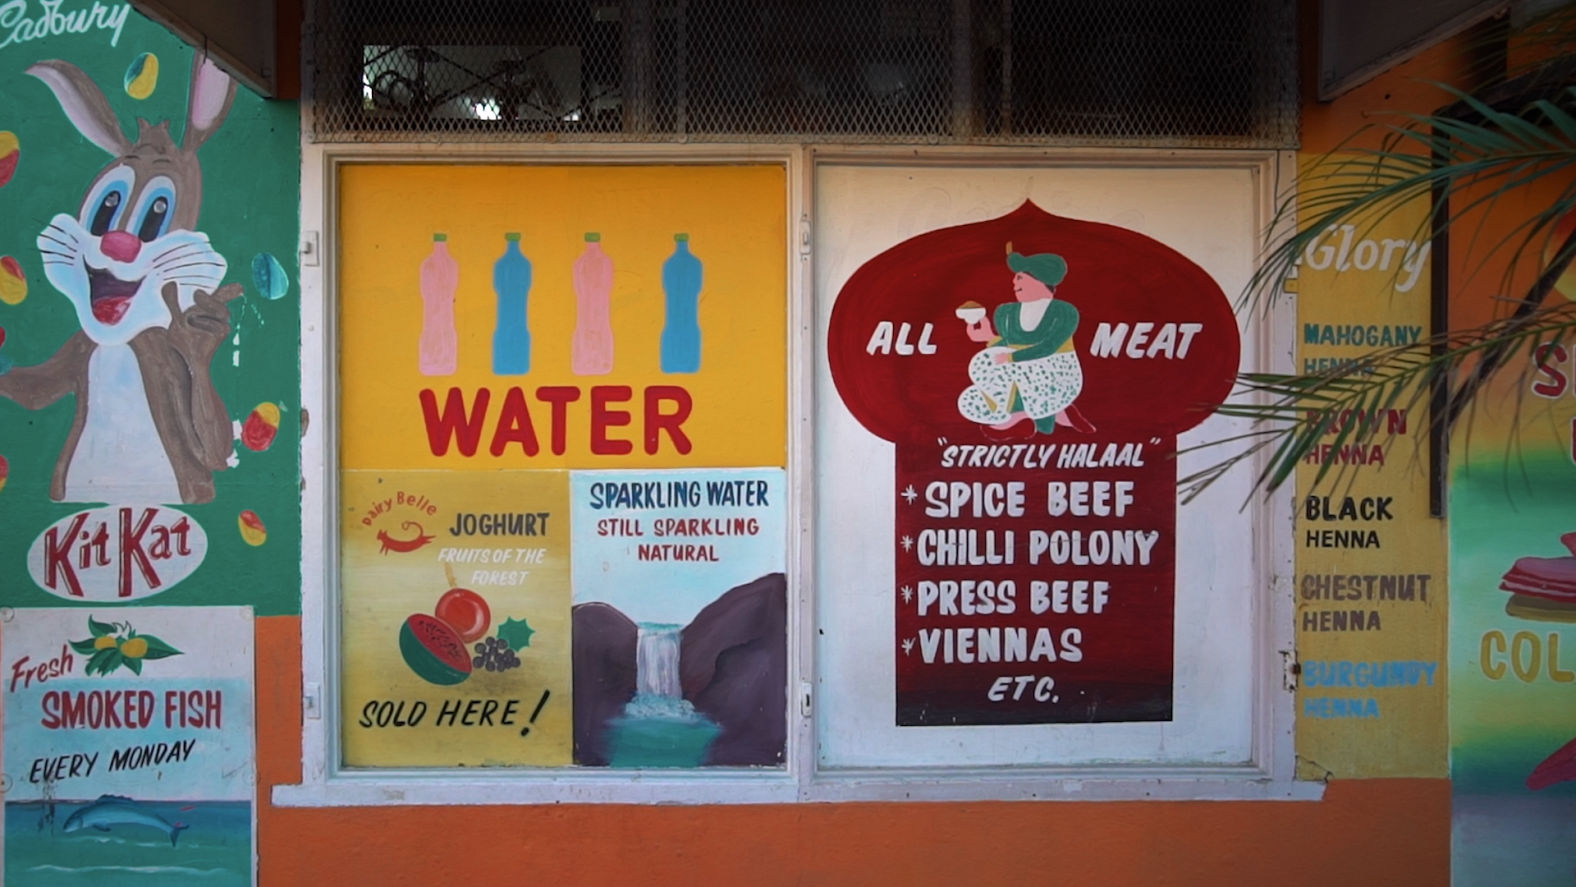 Cadbury
Kit Kat
Fresh
SMOKED FISH
EVERY MONDAY
WATER
Dairy Belle
JOGHURT
FRUITS OF THE
FOREST
SOLD HERE!
SPARKLING WATER
STILL SPARKLING
NATURAL
ALL MEAT
"STRICTLY HALAAL"
* SPICE BEEF
* CHILLI POLONY
* PRESS BEEF
* VIENNAS
ETC.
Glory
MAHOGANY
HENNA
BROWN
HENNA
BLACK
HENNA
CHESTNUT
HENNA
BURGUNDY
HENNA
COL